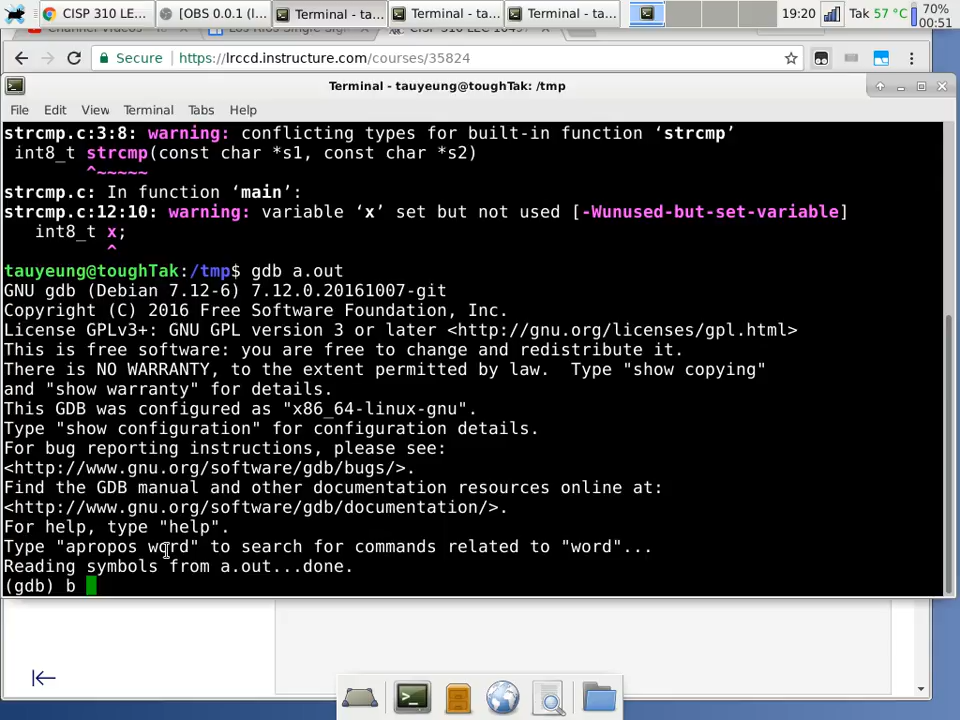 CISP 310 LE...
[OBS 0.0.1 (l...
Terminal - ta...
Terminal - ta...
Terminal - ta...
19:20
Tak 57 °C
70%
00:51
Secure
https://lrccd.instructure.com/courses/35824
Terminal - tauyeung@toughTak: /tmp
File Edit View Terminal Tabs Help
strcmp.c:3:8: warning: conflicting types for built-in function ‘strcmp’
int8_t strcmp(const char *s1, const char *s2)
^~~~~~
strcmp.c: In function ‘main’:
strcmp.c:12:10: warning: variable ‘x’ set but not used [-Wunused-but-set-variable]
int8_t x;
^
tauyeung@toughTak:/tmp$ gdb a.out
GNU gdb (Debian 7.12-6) 7.12.0.20161007-git
Copyright (C) 2016 Free Software Foundation, Inc.
License GPLv3+: GNU GPL version 3 or later <http://gnu.org/licenses/gpl.html>
This is free software: you are free to change and redistribute it.
There is NO WARRANTY, to the extent permitted by law.  Type "show copying"
and "show warranty" for details.
This GDB was configured as "x86_64-linux-gnu".
Type "show configuration" for configuration details.
For bug reporting instructions, please see:
<http://www.gnu.org/software/gdb/bugs/>.
Find the GDB manual and other documentation resources online at:
<http://www.gnu.org/software/gdb/documentation/>.
For help, type "help".
Type "apropos word" to search for commands related to "word"...
Reading symbols from a.out...done.
(gdb) b